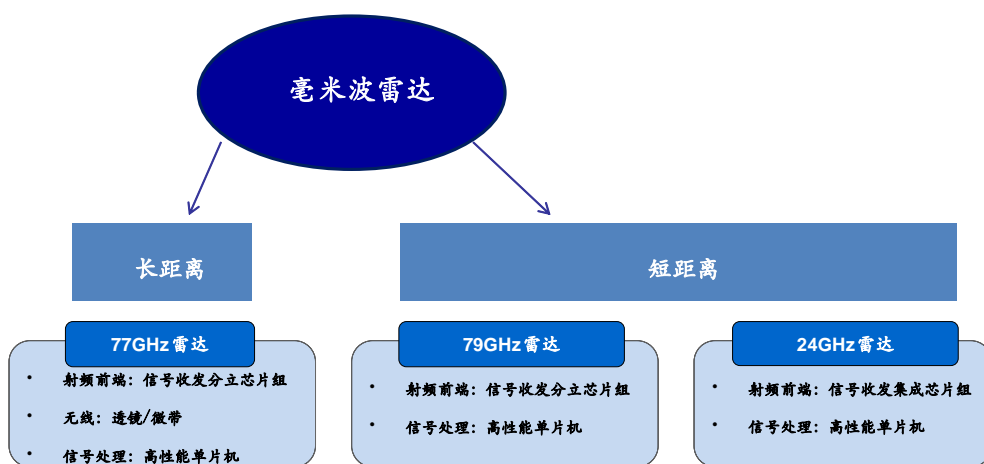 毫米波雷达
长距离
短距离
77GHz雷达
• 射频前端：信号收发分立芯片组
• 无线：透镜/微带
• 信号处理：高性能单片机
79GHz雷达
• 射频前端：信号收发分立芯片组
• 信号处理：高性能单片机
24GHz雷达
• 射频前端：信号收发集成芯片组
• 信号处理：高性能单片机